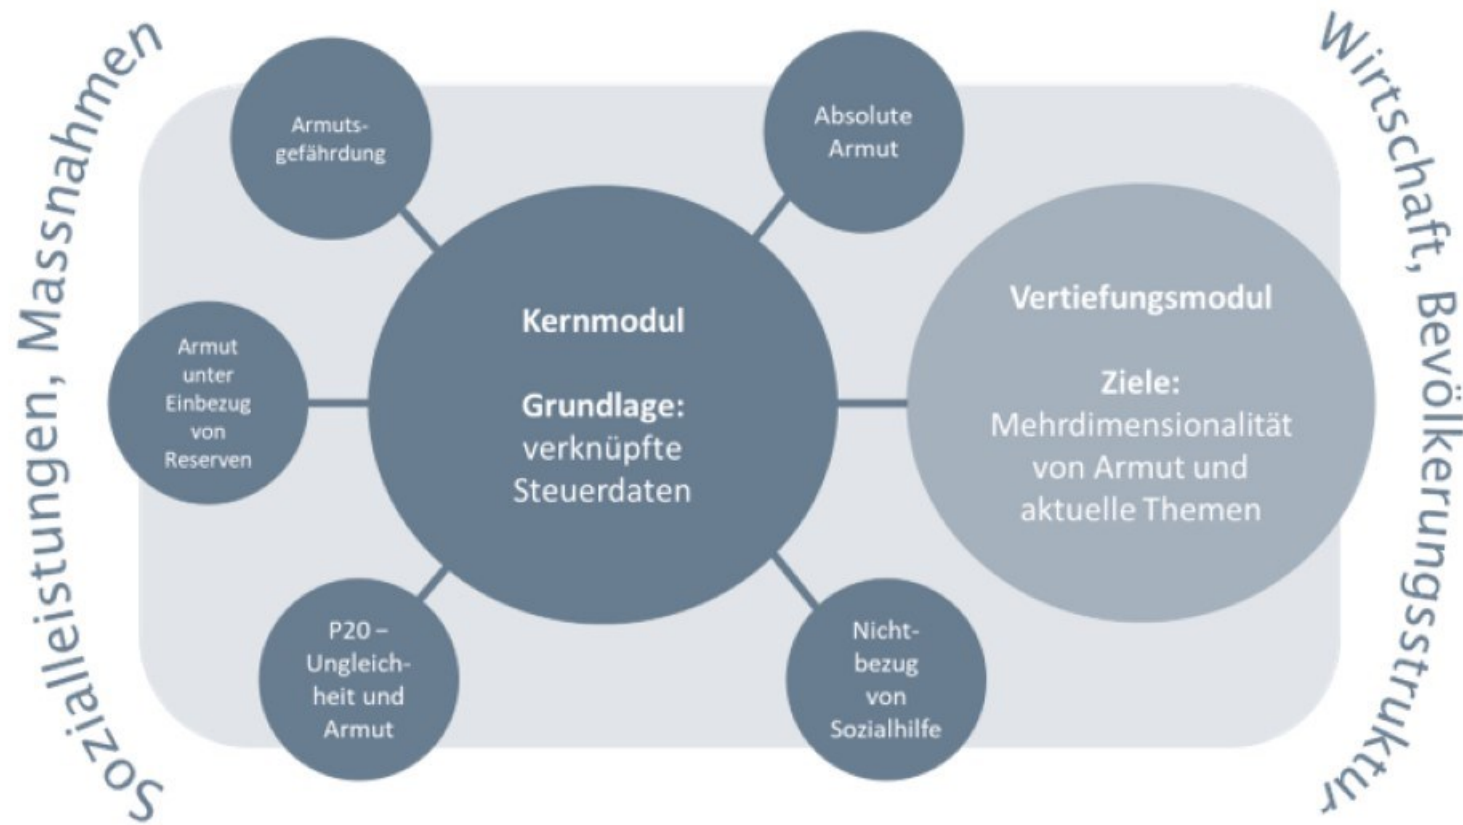 Sozialleistungen, Massnahmen
Armuts-
gefährdung
Absolute
Armut
Armut
unter
Einbezug
von
Reserven
Kernmodul
Grundlage:
verknüpfte
Steuerdaten
Vertiefungsmodul
Ziele:
Mehrdimensionalität
von Armut und
aktuelle Themen
P20 –
Ungleich-
heit und
Armut
Nicht-
bezug
von
Sozialhilfe
Wirtschaft, Bevölkerungsstruktur